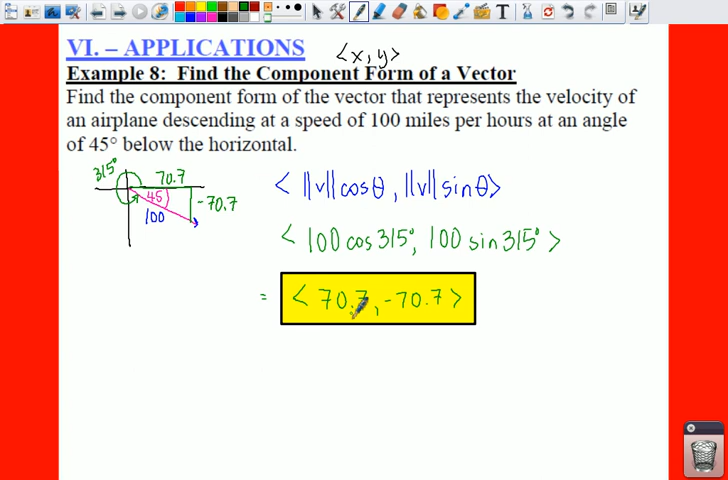 VI. – APPLICATIONS
<x, y>
Example 8: Find the Component Form of a Vector
Find the component form of the vector that represents the velocity of
an airplane descending at a speed of 100 miles per hours at an angle
of 45° below the horizontal.
315° 70.7
45 -70.7
100
< ||v|| cos θ, ||v|| sin θ>
< 100 cos 315°, 100 sin 315° >
= < 70.7, -70.7 >